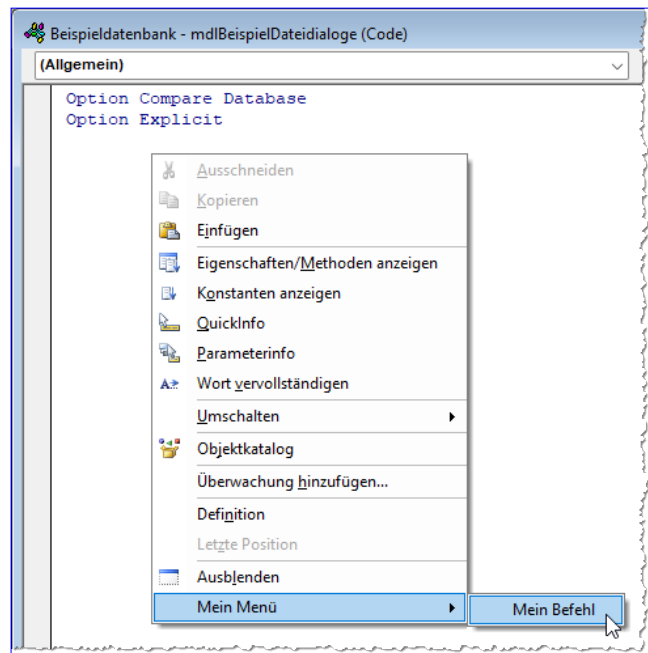 Beispieldatenbank - mdlBeispielDateidialoge (Code)
(Allgemein)
Option Compare Database
Option Explicit
Ausschneiden
Kopieren
Einfügen
Eigenschaften/Methoden anzeigen
Konstanten anzeigen
QuickInfo
Parameterinfo
Wort vervollständigen
Umschalten
Objektkatalog
Überwachung hinzufügen...
Definition
Letzte Position
Ausblenden
Mein Menü
Mein Befehl